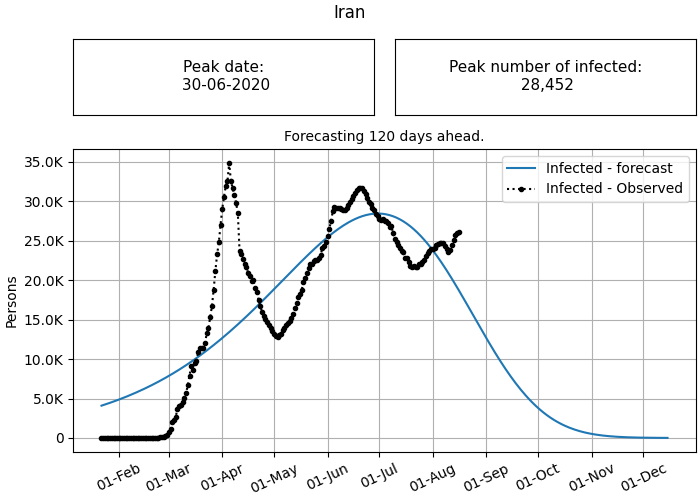 Iran
Peak date:
30-06-2020
Peak number of infected:
28,452
Forecasting 120 days ahead.
Infected - forecast
Infected - Observed
35.0K
30.0K
25.0K
20.0K
15.0K
10.0K
5.0K
0
Persons
01-Feb
01-Mar
01-Apr
01-May
01-Jun
01-Jul
01-Aug
01-Sep
01-Oct
01-Nov
01-Dec